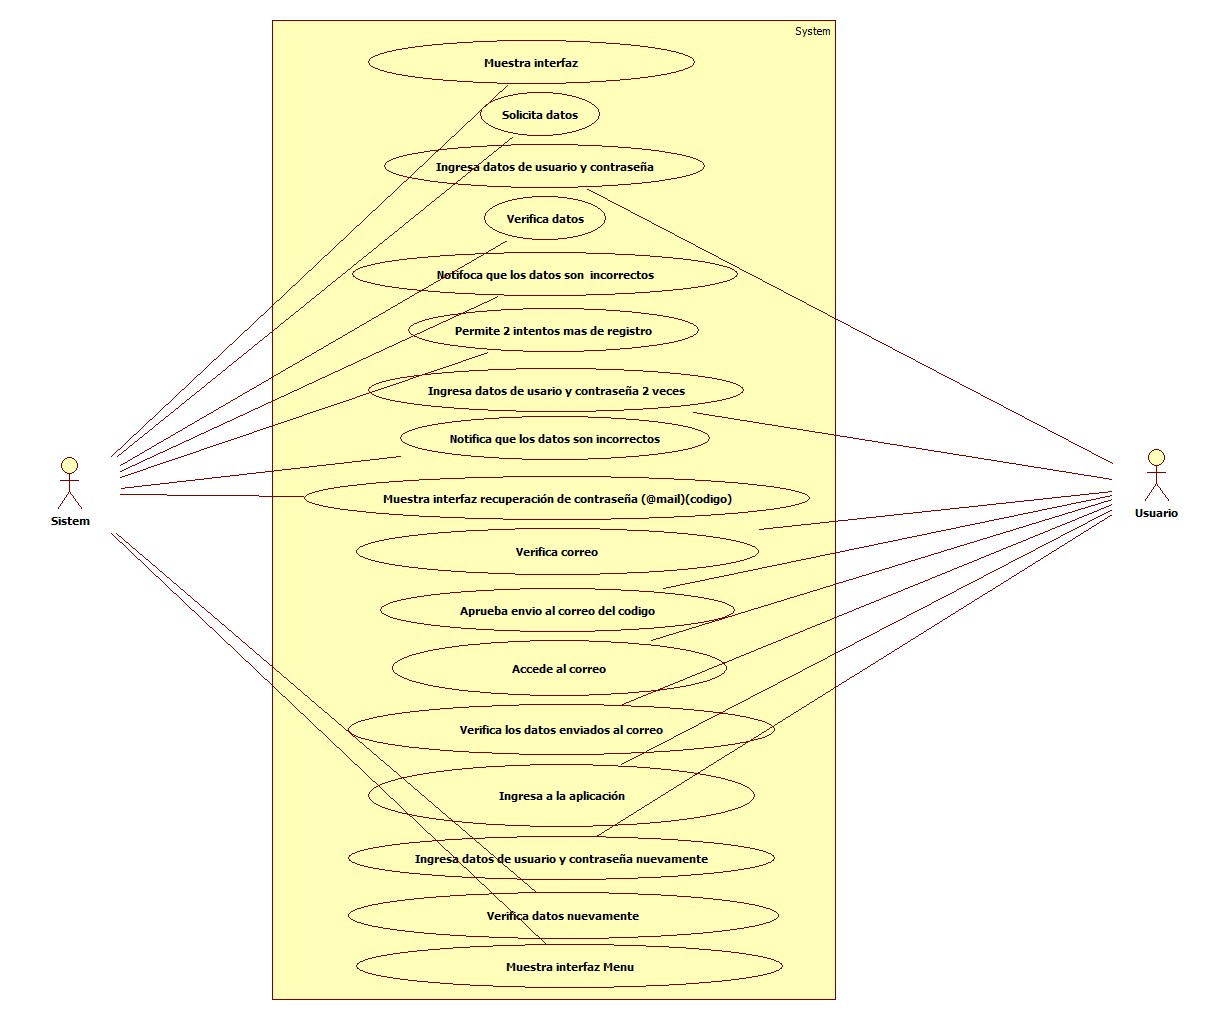 System
Muestra interfaz
Solicita datos
Ingresa datos de usuario y contraseña
Verifica datos
Notifoca que los datos son  incorrectos
Permite 2 intentos mas de registro
Ingresa datos de usario y contraseña 2 veces
Notifica que los datos son incorrectos
Muestra interfaz recuperación de contraseña (@mail)(codigo)
Sistem
Usuario
Verifica correo
Aprueba envio al correo del codigo
Accede al correo
Verifica los datos enviados al correo
Ingresa a la aplicación
Ingresa datos de usuario y contraseña nuevamente
Verifica datos nuevamente
Muestra interfaz Menu